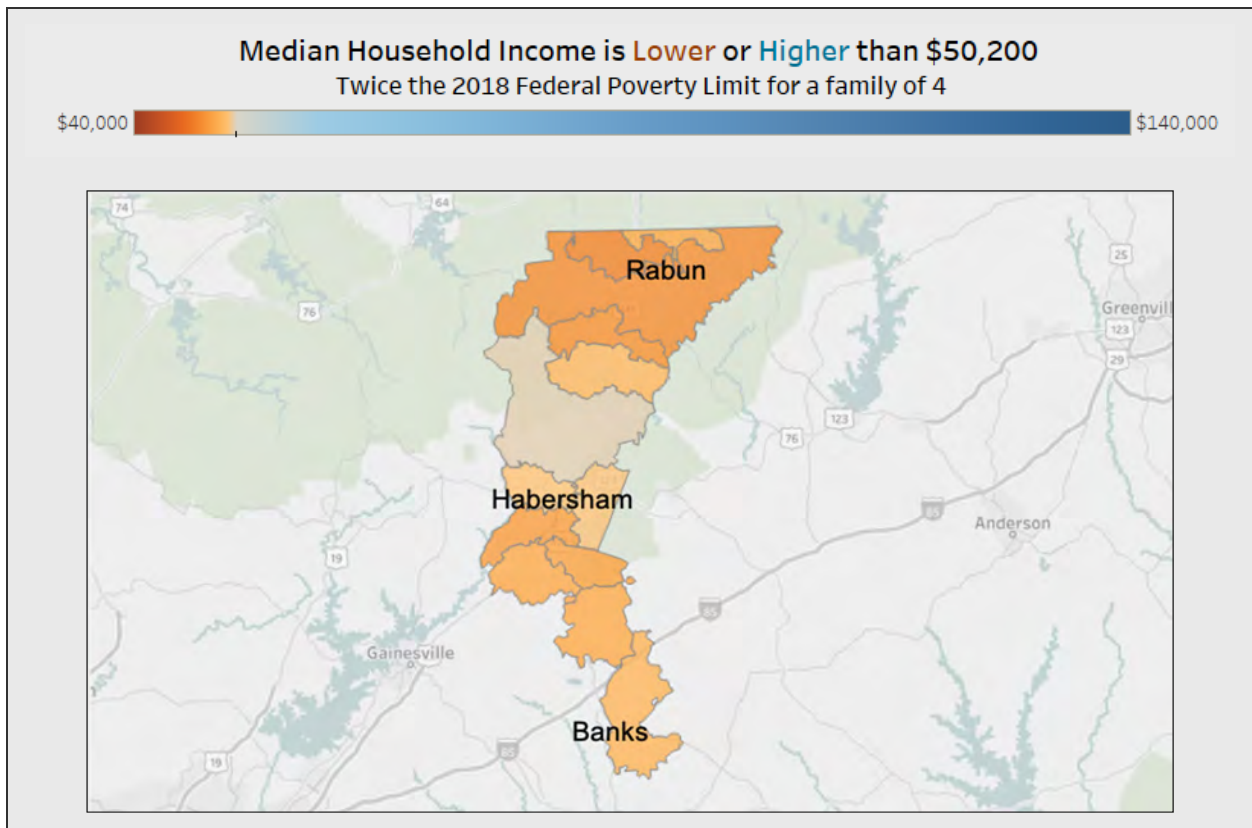 Median Household Income is Lower or Higher than $50,200
Twice the 2018 Federal Poverty Limit for a family of 4
$40,000
$140,000
74
64
Rabun
25
76
Greenvill
123
29
123
76
Habersham
85
Anderson
19
85
Gainesville
Banks
85
19